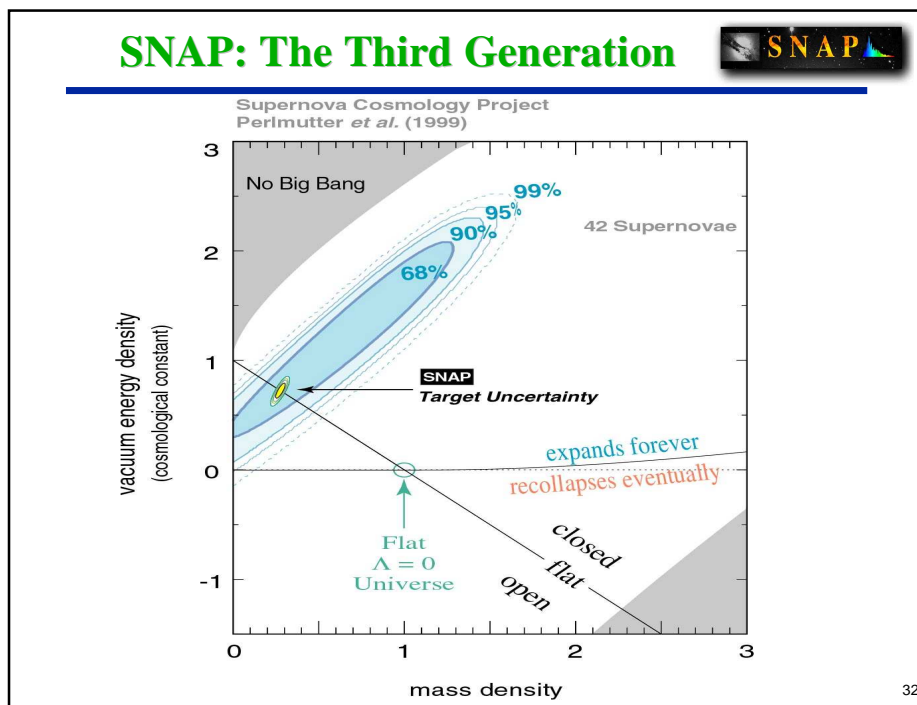 SNAP: The Third Generation
SNAP
Supernova Cosmology Project
Perlmutter et al. (1999)
3
No Big Bang
99%
95%
90%
42 Supernovae
68%
2
vacuum energy density
(cosmological constant)
1
SNAP
Target Uncertainty
expands forever
0
recollapses eventually
Flat
Λ = 0
Universe
closed
flat
open
-1
0
1
2
3
mass density
32